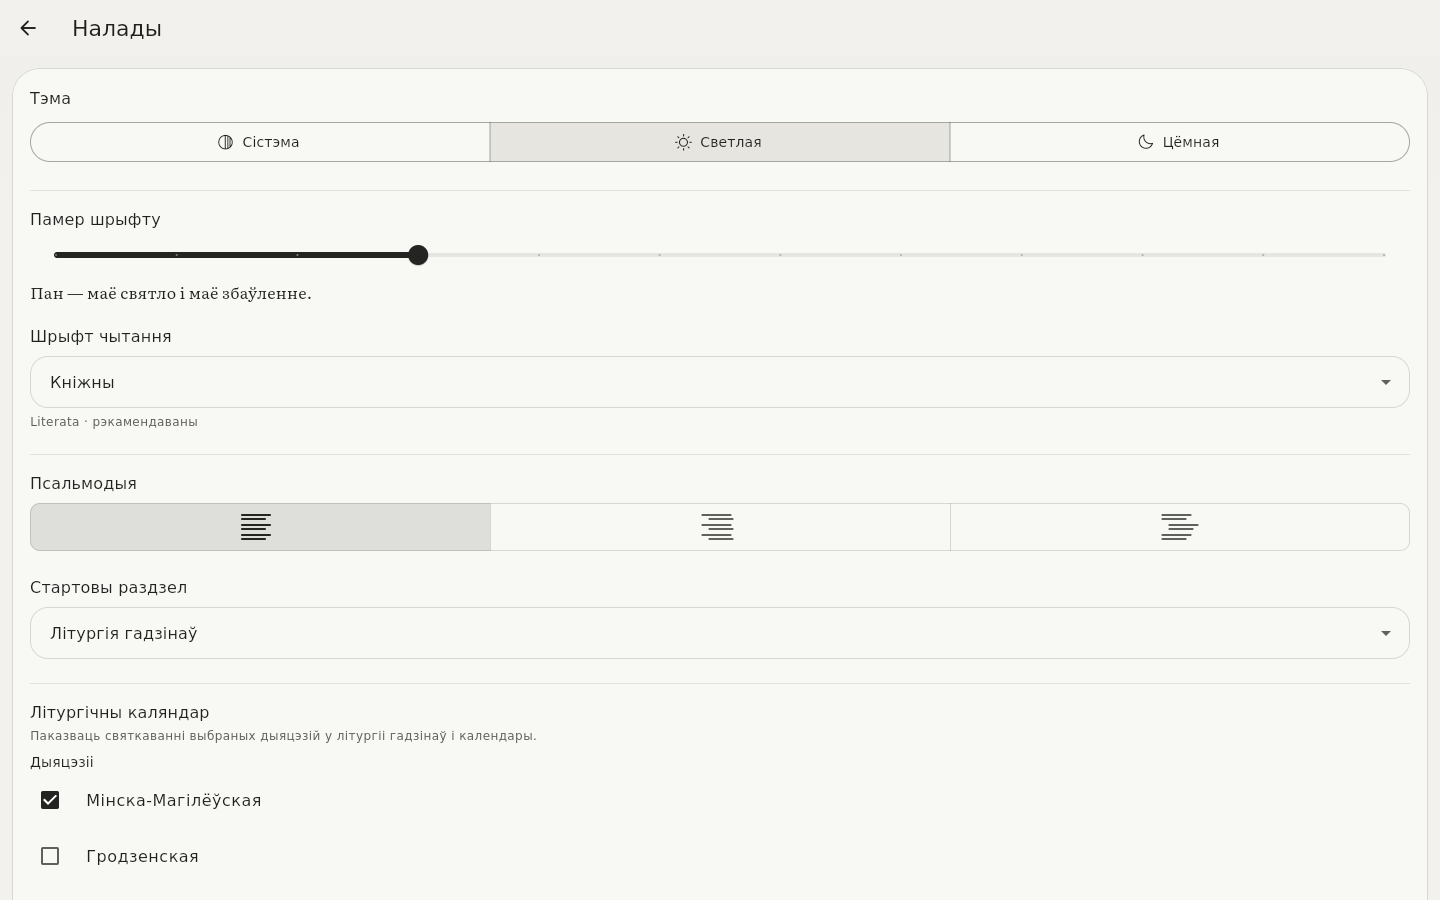 Налады
Тэма
Сістэма
Светлая
Цёмная
Памер шрыфту
Пан — маё святло і маё збаўленне.
Шрыфт чытання
Кніжны
Literata · рэкамендаваны
Псальмодыя
Стартовы раздзел
Літургія гадзінаў
Літургічны каляндар
Паказваць святкаванні выбраных дыяцэзій у літургіі гадзінаў і календары.
Дыяцэзіі
Мінска-Магілёўская
Гродзенская